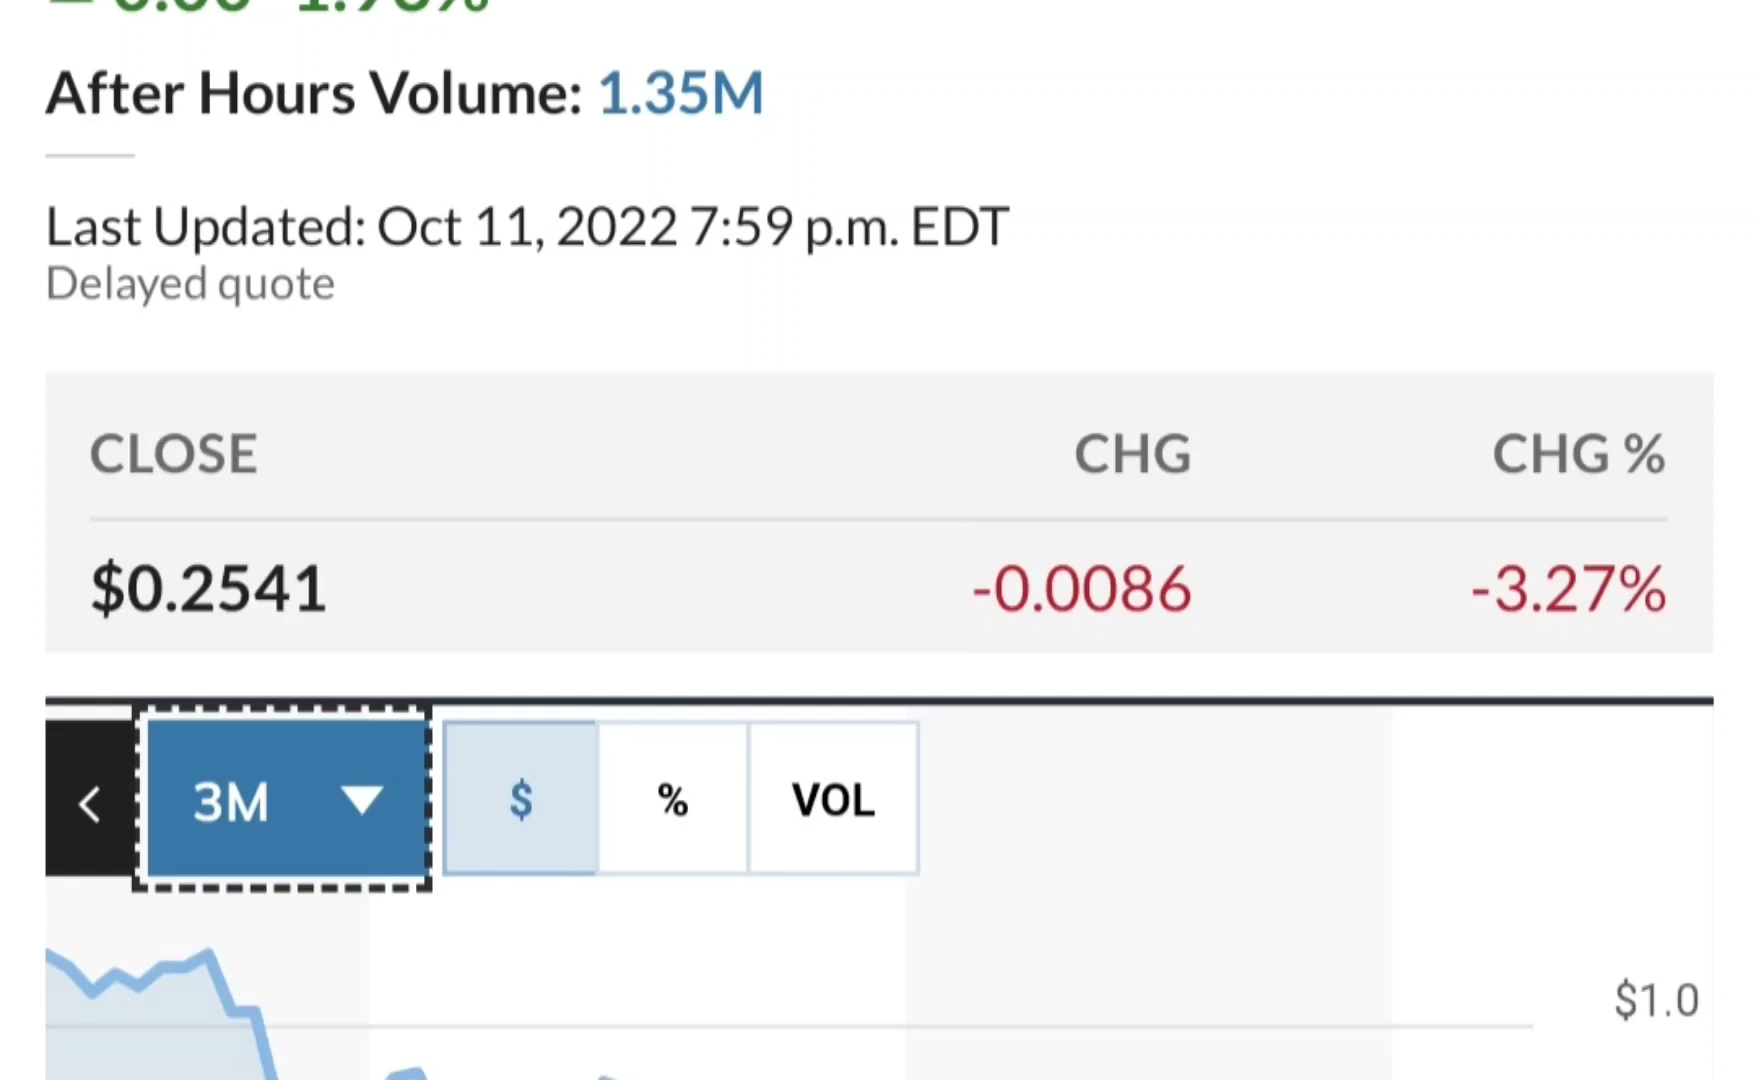 After Hours Volume: 1.35M
Last Updated: Oct 11, 2022 7:59 p.m. EDT
Delayed quote
CLOSE CHG CHG %
$0.2541 -0.0086 -3.27%
< 3M $ % VOL
$1.0